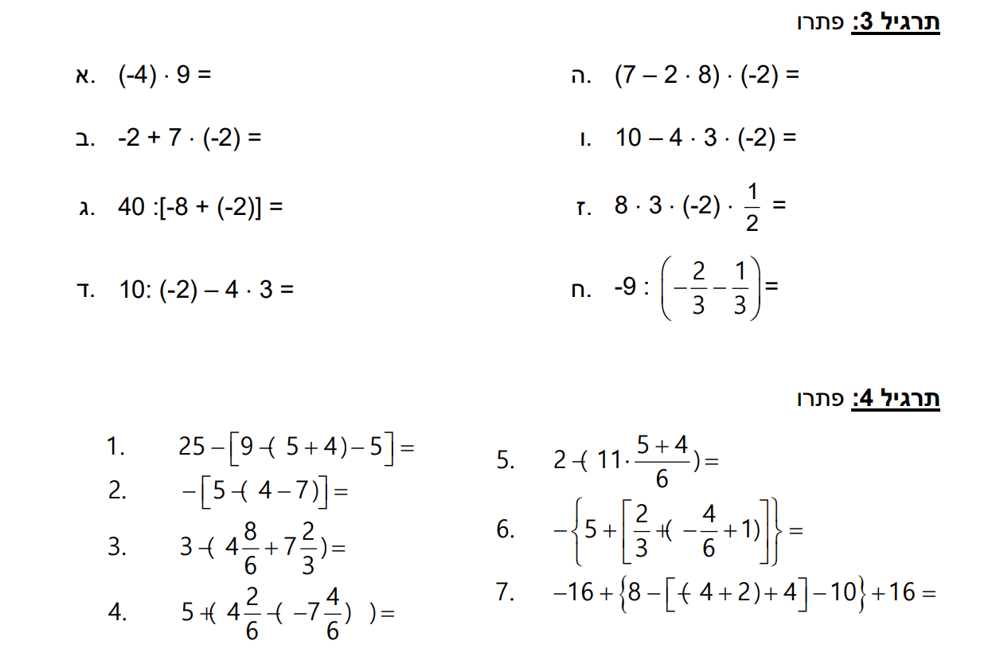 תרגיל 3: פתרו
א. (-4) · 9 =
ב. -2 + 7 · (-2) =
ג. 40 :[-8 + (-2)] =
ד. 10: (-2) – 4 · 3 =
ה. (7 – 2 · 8) · (-2) =
ו. 10 – 4 · 3 · (-2) =
ז. 8 · 3 · (-2) · 1/2 =
ח. -9 : (−2/3 − 1/3)=
תרגיל 4: פתרו
1. 25 −[9 −( 5 + 4)− 5]=
2. −[5 −( 4 − 7)]=
3. 3 −( 4 8/6 + 7 2/3)=
4. 5 +( 4 2/6 −( −7 4/6) )=
5. 2 −( 11· (5 + 4)/6)=
6. −{5 +[2/3 +( −4/6 + 1)]} =
7. −16 + {8 −[−( 4 + 2) + 4]− 10} + 16 =